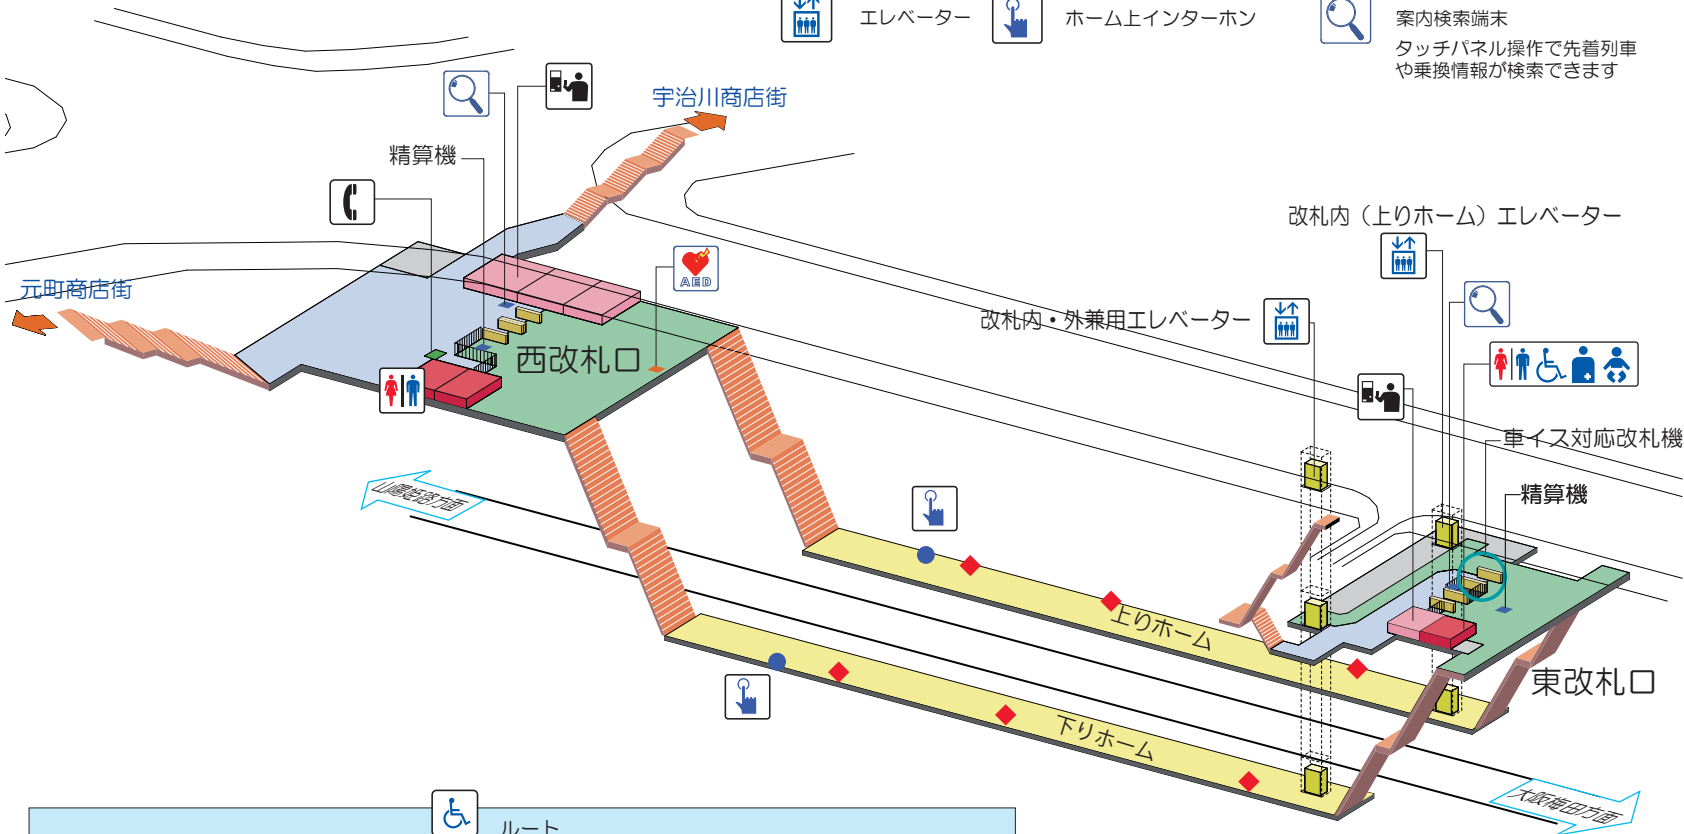 エレベーター
ホーム上インターホン
案内検索端末
タッチパネル操作で先着列車
や乗換情報が検索できます
宇治川商店街
精算機
改札内（上りホーム）エレベーター
AED
元町商店街
改札内・外兼用エレベーター
西改札口
車イス対応改札機
山陽姫路方面
精算機
上りホーム
東改札口
下りホーム
大阪梅田方面
ルート